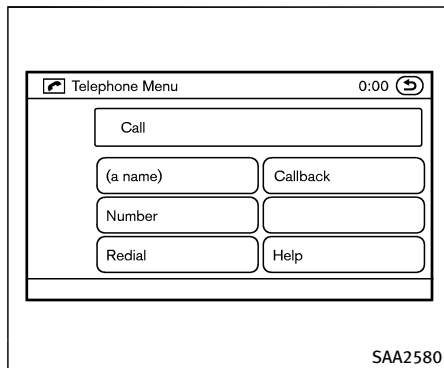 Telephone Menu 0:00
Call
(a name) Callback
Number
Redial Help
SAA2580